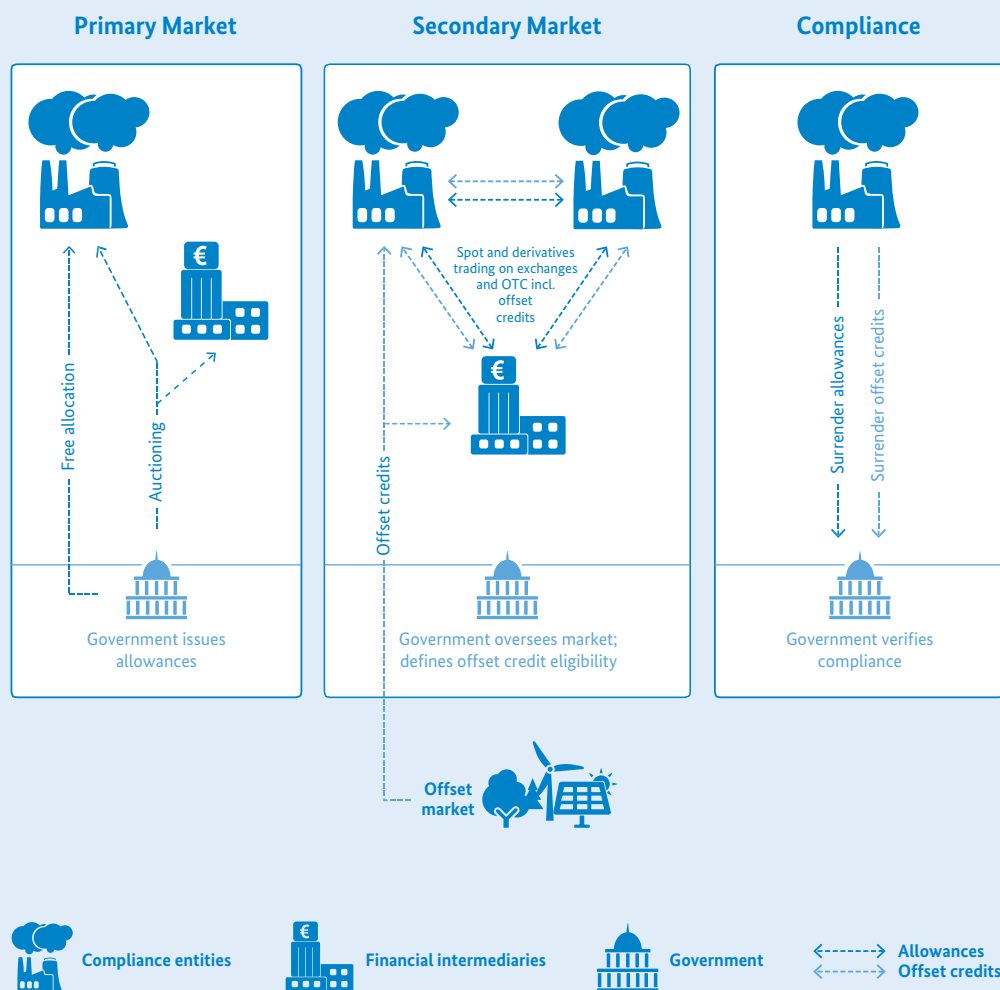 Primary Market
Secondary Market
Compliance
€
Free allocation
Auctioning
Government issues
allowances
Spot and derivatives
trading on exchanges
and OTC incl.
offset
credits
€
Offset credits
Government oversees market;
defines offset credit eligibility
Surrender allowances
Surrender offset credits
Government verifies
compliance
Offset
market
Compliance entities
€
Financial intermediaries
Government
Allowances
Offset credits